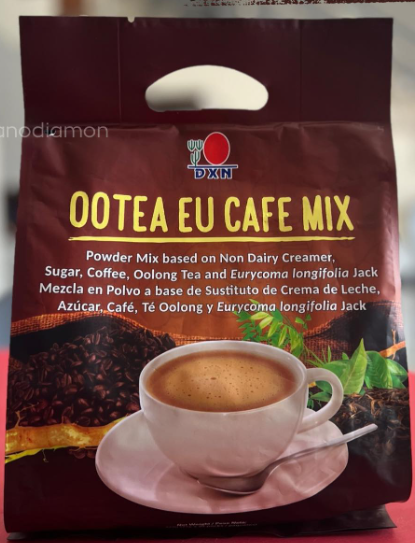 anodiamon
DXN
OOTEA EU CAFE MIX
Powder Mix based on Non Dairy Creamer,
Sugar, Coffee, Oolong Tea and Eurycoma longifolia Jack
Mezcla en Polvo a base de Sustituto de Crema de Leche,
Azúcar, Café, Té Oolong y Eurycoma longifolia Jack